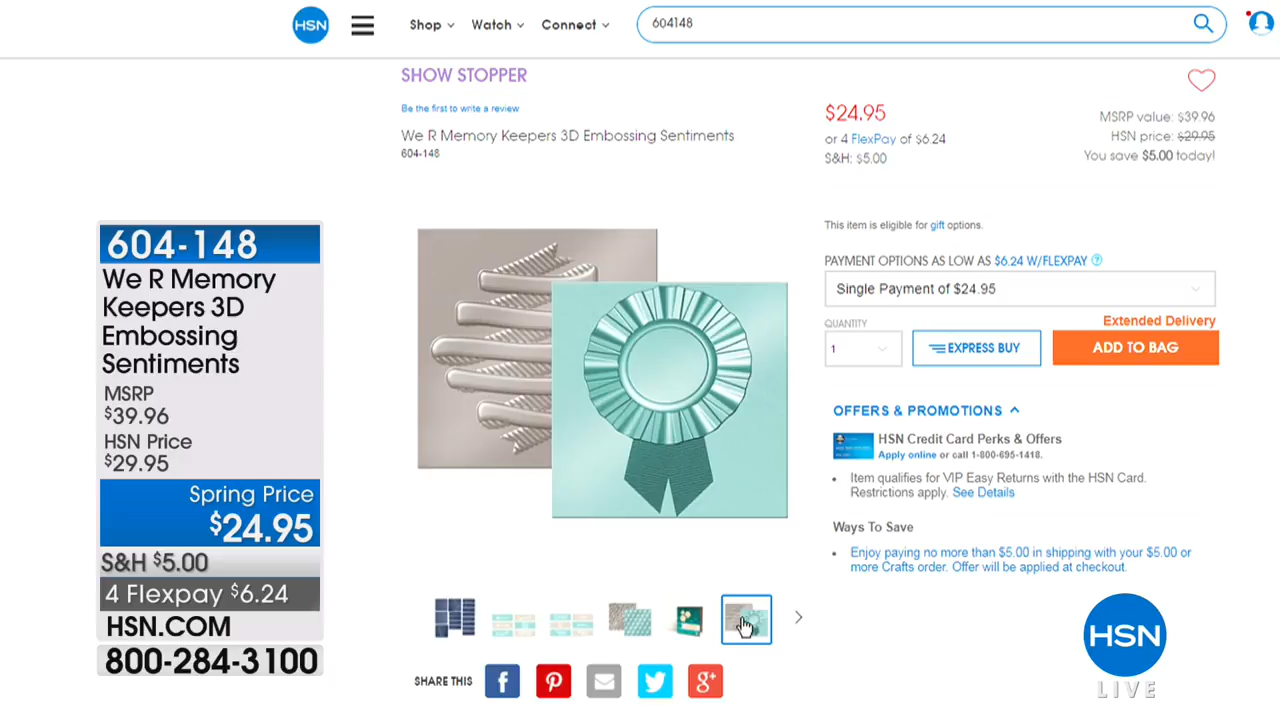 HSN
Shop
Watch
Connect
604148
SHOW STOPPER
Be the first to write a review
We R Memory Keepers 3D Embossing Sentiments
604-148
$24.95
or 4 FlexPay of $6.24
S&H: $5.00
MSRP value: $39.96
HSN price: $29.95
You save $5.00 today!
604-148
We R Memory
Keepers 3D
Embossing
Sentiments
MSRP
$39.96
HSN Price
$29.95
Spring Price
$24.95
S&H $5.00
4 Flexpay $6.24
HSN.COM
800-284-3100
This item is eligible for gift options.
PAYMENT OPTIONS AS LOW AS $6.24 W/FLEXPAY ?
Single Payment of $24.95
Extended Delivery
QUANTITY
1
EXPRESS BUY
ADD TO BAG
OFFERS & PROMOTIONS
HSN Credit Card Perks & Offers
Apply online or call 1-800-695-1418.
Item qualifies for VIP Easy Returns with the HSN Card.
Restrictions apply. See Details
Ways To Save
Enjoy paying no more than $5.00 in shipping with your $5.00 or
more Crafts order. Offer will be applied at checkout.
SHARE THIS
f
g+
HSN
LIVE